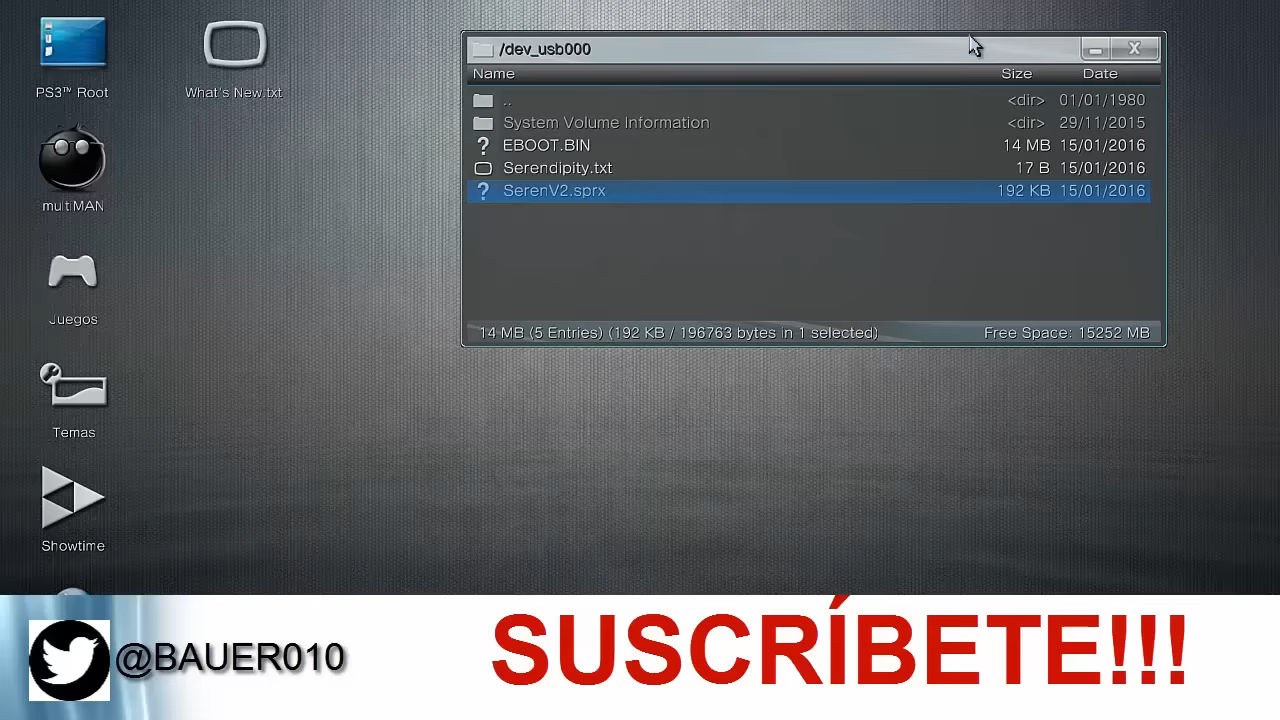 PS3™ Root
What's New.txt
multiMAN
Juegos
Temas
Showtime
/dev_usb000
X
Name Size Date
.. <dir> 01/01/1980
System Volume Information <dir> 29/11/2015
? EBOOT.BIN 14 MB 15/01/2016
Serendipity.txt 17 B 15/01/2016
? SerenV2.sprx 192 KB 15/01/2016
14 MB (5 Entries) (192 KB / 196763 bytes in 1 selected) Free Space: 15252 MB
@BAUER010
SUSCRÍBETE!!!